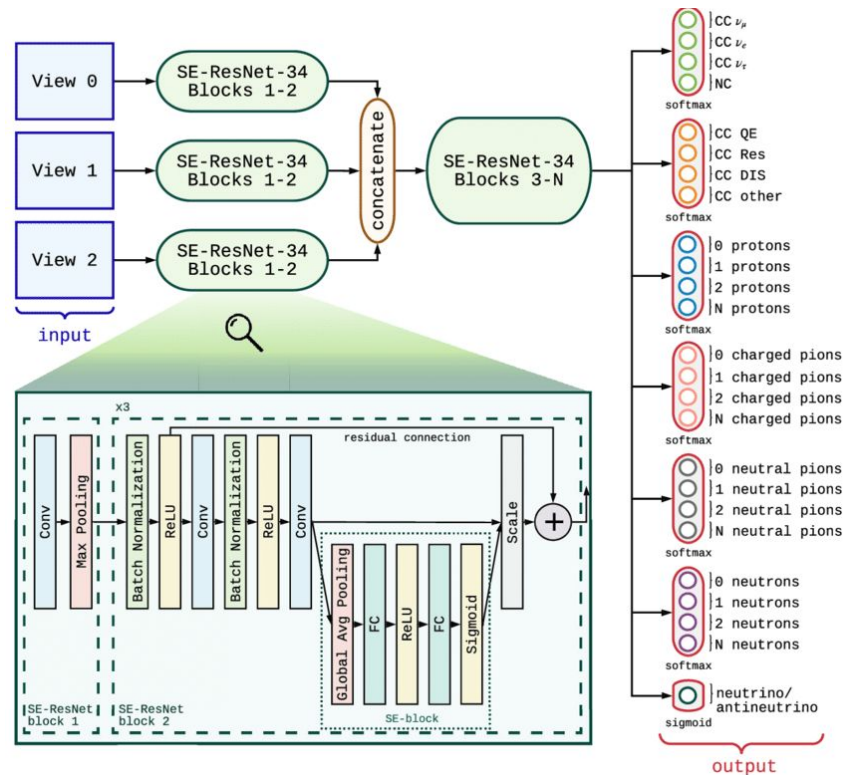 View 0
SE-ResNet-34
Blocks 1-2
View 1
SE-ResNet-34
Blocks 1-2
View 2
SE-ResNet-34
Blocks 1-2
input
concatenate
SE-ResNet-34
Blocks 3-N
CC νμ
CC νe
CC ντ
NC
softmax
CC QE
CC Res
CC DIS
CC other
softmax
0 protons
1 protons
2 protons
N protons
softmax
0 charged pions
1 charged pions
2 charged pions
N charged pions
softmax
0 neutral pions
1 neutral pions
2 neutral pions
N neutral pions
softmax
0 neutrons
1 neutrons
2 neutrons
N neutrons
softmax
neutrino/
antineutrino
sigmoid
output
x3
residual connection
Conv
Max Pooling
Batch Normalization
ReLU
Conv
Batch Normalization
ReLU
Conv
Scale
+
Global Avg Pooling
FC
ReLU
FC
Sigmoid
SE-block
SE-ResNet
block 1
SE-ResNet
block 2